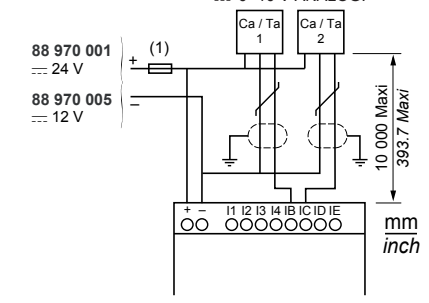 Ca / Ta
1
Ca / Ta
2
88 970 001
24 V
+
(1)
88 970 005
12 V
–
10 000 Maxi
393.7 Maxi
+ – I1 I2 I3 I4 IB IC ID IE
mm
inch